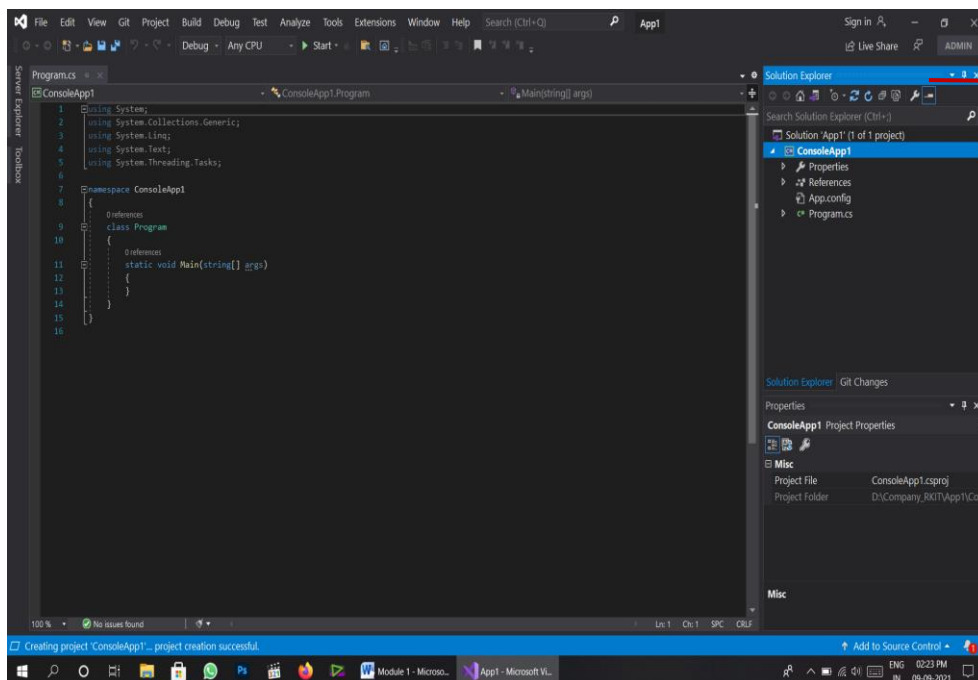 File Edit View Git Project Build Debug Test Analyze Tools Extensions Window Help Search (Ctrl+Q) App1 Sign in
Debug Any CPU Start Live Share ADMIN
Server Explorer
Toolbox
Program.cs
ConsoleApp1 ConsoleApp1.Program Main(string[] args)
1 using System;
2 using System.Collections.Generic;
3 using System.Linq;
4 using System.Text;
5 using System.Threading.Tasks;
6
7 namespace ConsoleApp1
8 {
0 references
9 class Program
10 {
0 references
11 static void Main(string[] args)
12 {
13 }
14 }
15 }
16
100 % No issues found Ln: 1 Ch: 1 SPC CRLF
Solution Explorer
Search Solution Explorer (Ctrl+;)
Solution 'App1' (1 of 1 project)
ConsoleApp1
Properties
References
App.config
Program.cs
Solution Explorer Git Changes
Properties
ConsoleApp1 Project Properties
Misc
Project File ConsoleApp1.csproj
Project Folder D:\Company_RKIT\App1\Co
Misc
Creating project 'ConsoleApp1'... project creation successful. Add to Source Control 1
Ps Module 1 - Microso... App1 - Microsoft Vi... ENG 02:23 PM
IN 09-09-2021